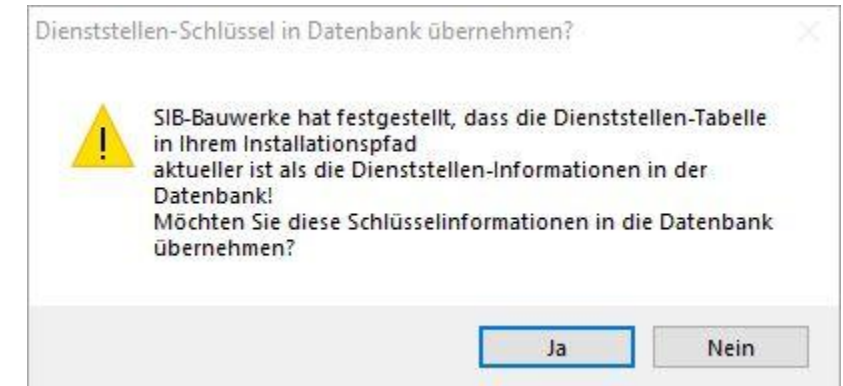 Dienststellen-Schlüssel in Datenbank übernehmen?
SIB-Bauwerke hat festgestellt, dass die Dienststellen-Tabelle
in Ihrem Installationspfad
aktueller ist als die Dienststellen-Informationen in der
Datenbank!
Möchten Sie diese Schlüsselinformationen in die Datenbank
übernehmen?
Ja Nein